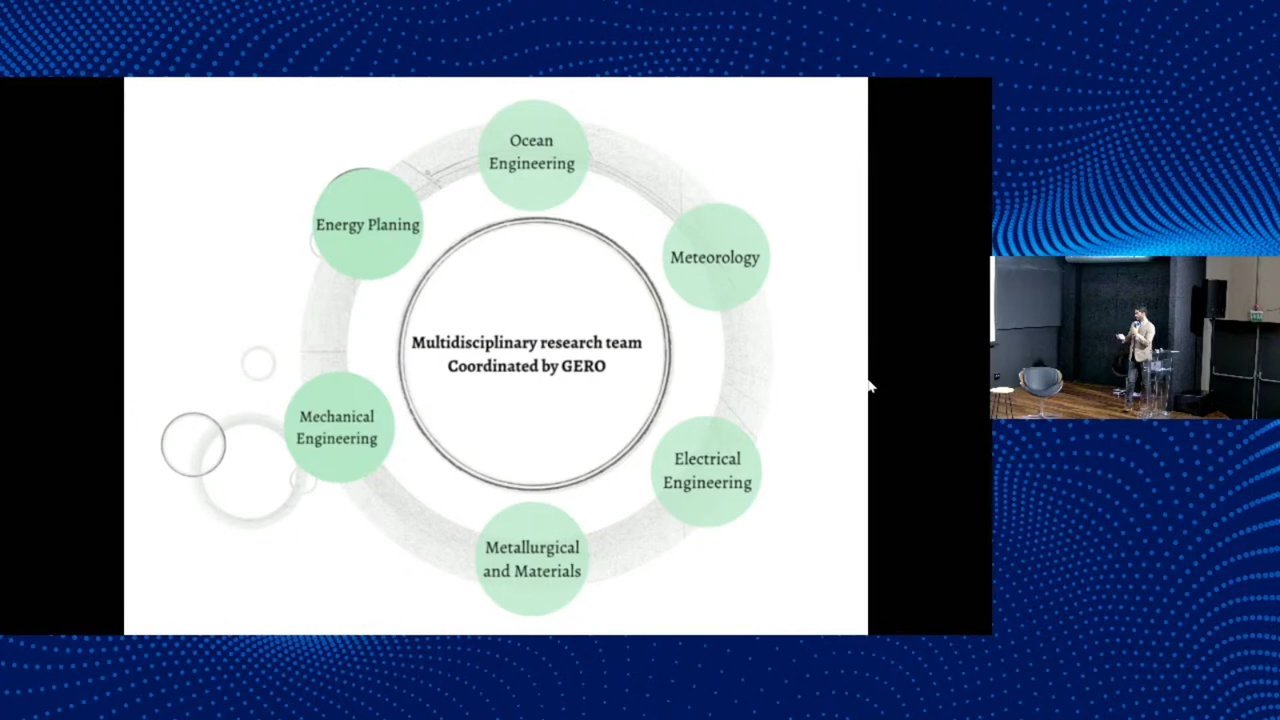 Ocean
Engineering
Energy Planing
Meteorology
Multidisciplinary research team
Coordinated by GERO
Mechanical
Engineering
Electrical
Engineering
Metallurgical
and Materials